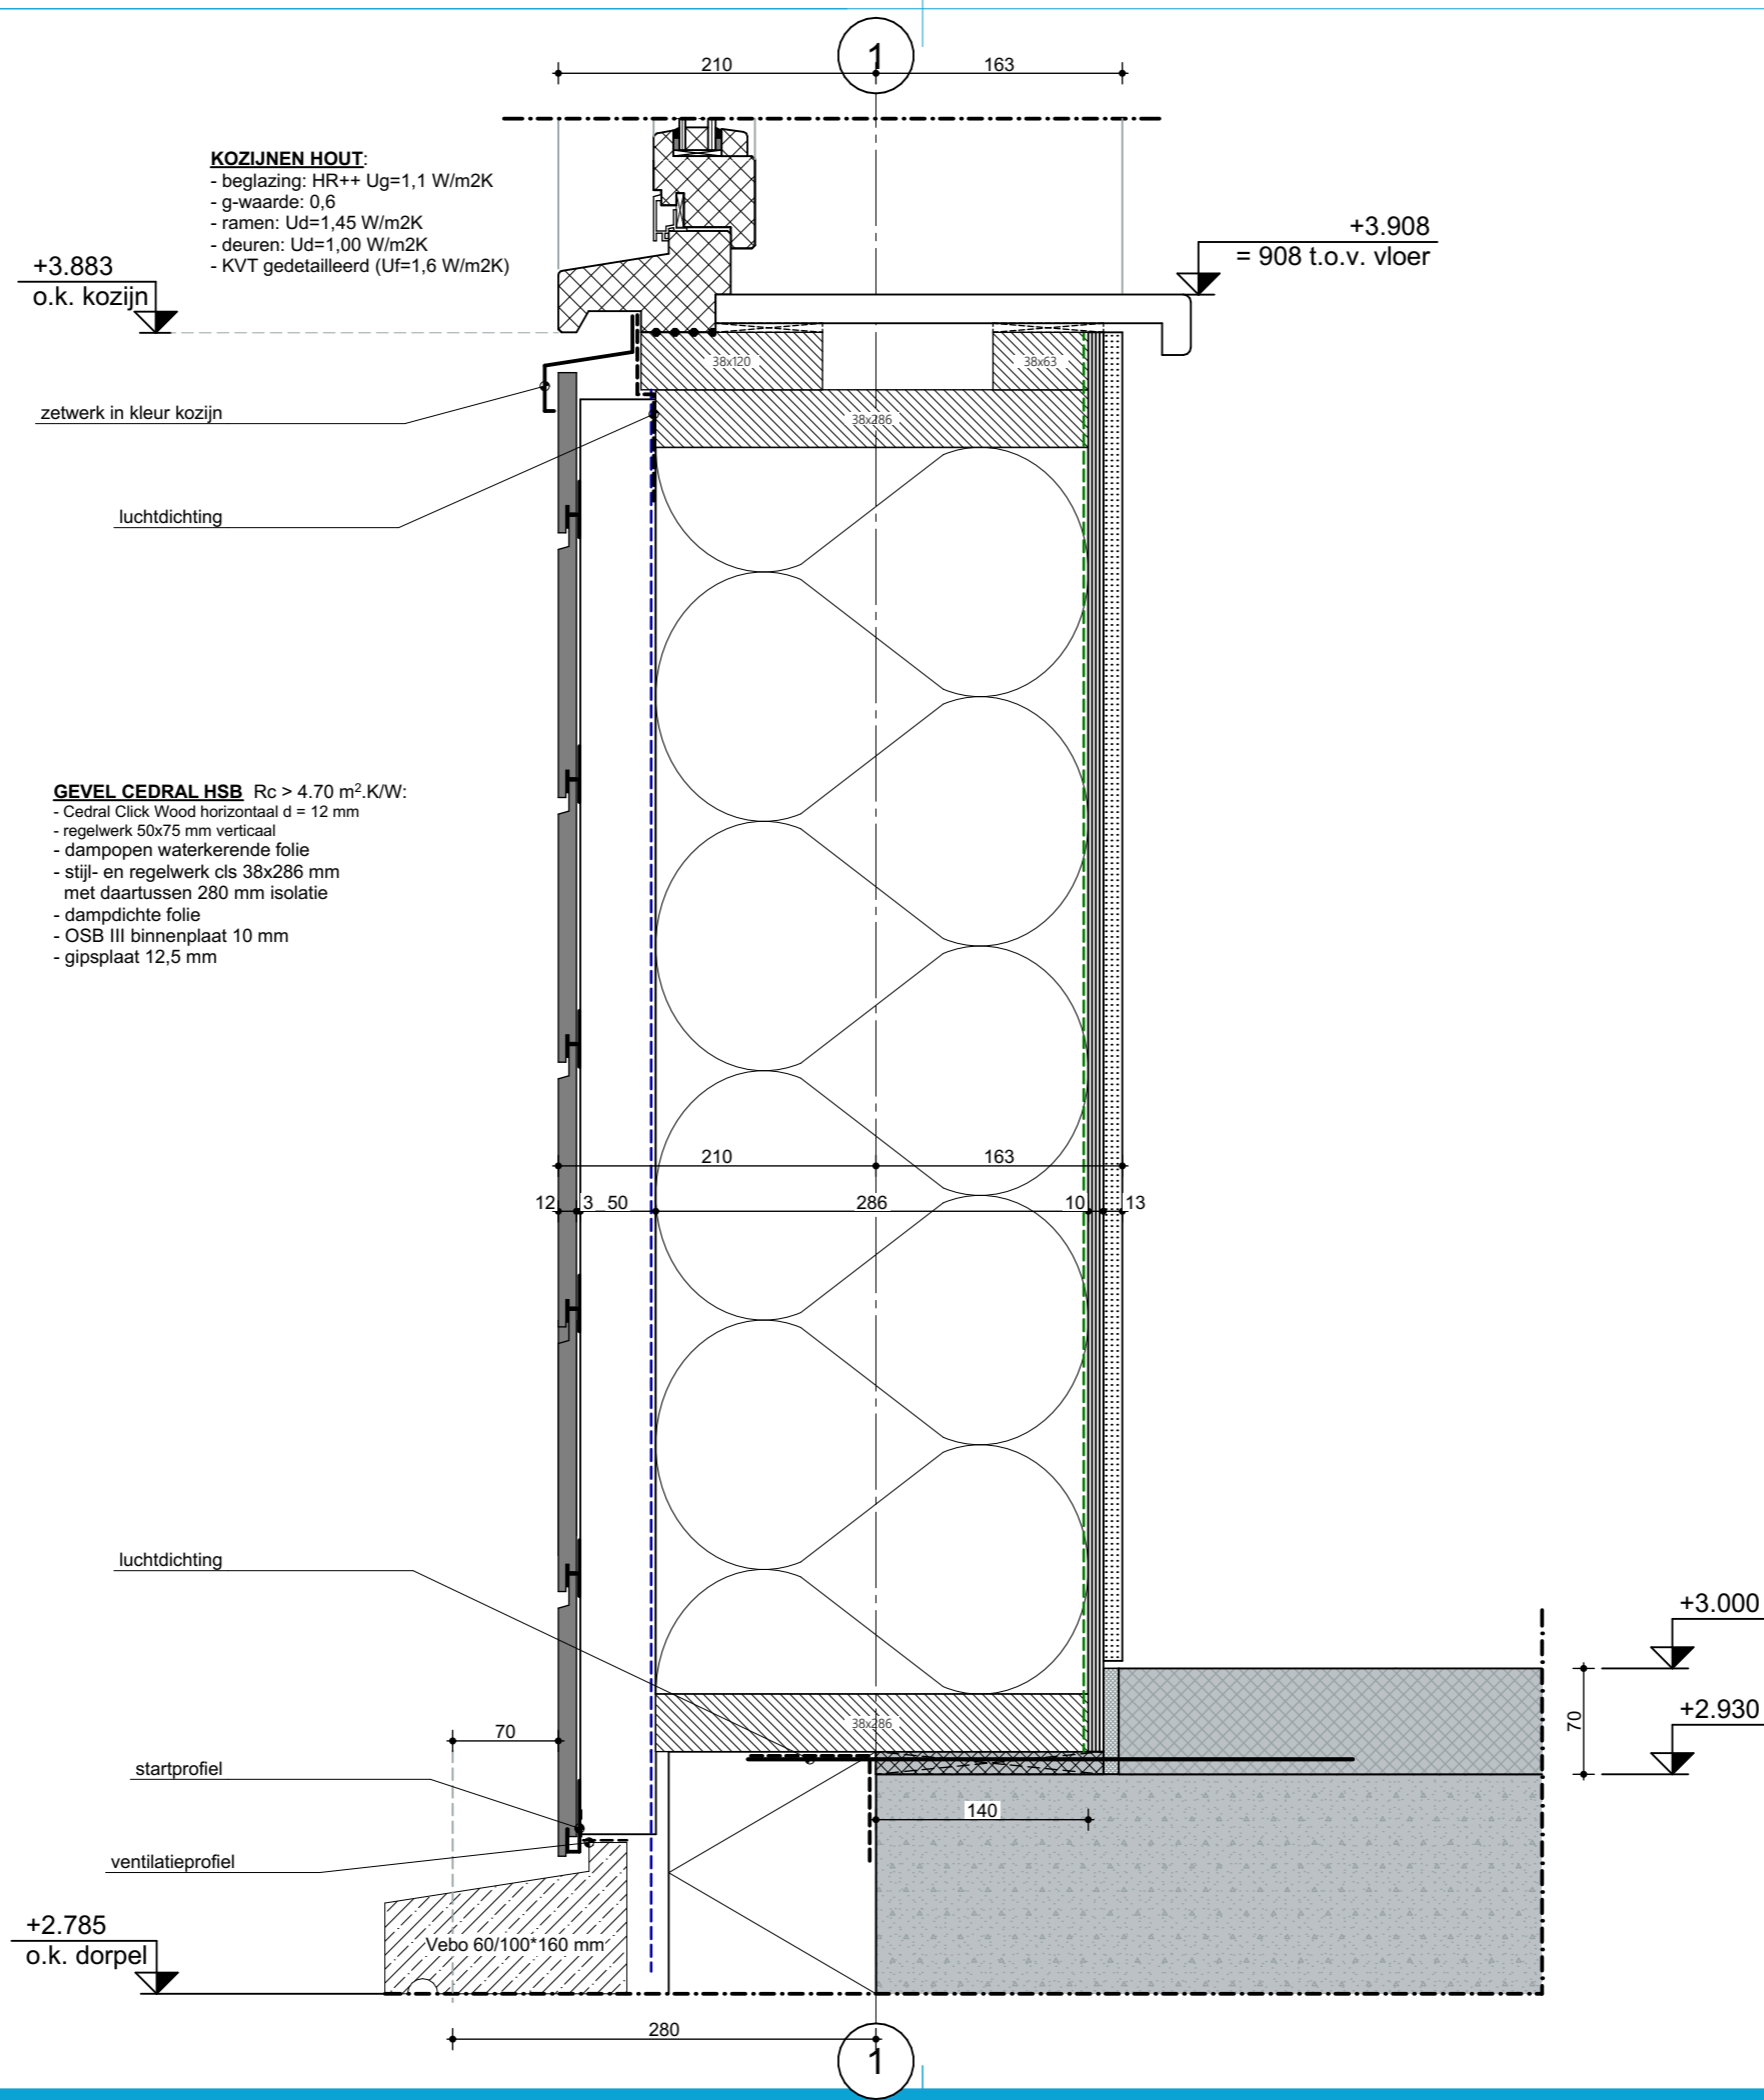 1
210
163
KOZIJNEN HOUT:
- beglazing: HR++ Ug=1,1 W/m2K
- g-waarde: 0,6
- ramen: Ud=1,45 W/m2K
- deuren: Ud=1,00 W/m2K
- KVT gedetailleerd (Uf=1,6 W/m2K)
+3.908
= 908 t.o.v. vloer
+3.883
o.k. kozijn
38x120
38x63
38x286
zetwerk in kleur kozijn
luchtdichting
GEVEL CEDRAL HSB Rc > 4.70 m².K/W:
- Cedral Click Wood horizontaal d = 12 mm
- regelwerk 50x75 mm verticaal
- dampopen waterkerende folie
- stijl- en regelwerk cls 38x286 mm
met daartussen 280 mm isolatie
- dampdichte folie
- OSB III binnenplaat 10 mm
- gipsplaat 12,5 mm
210
163
12
3
50
286
10
13
luchtdichting
+3.000
+2.930
70
38x286
70
startprofiel
140
ventilatieprofiel
+2.785
o.k. dorpel
Vebo 60/100*160 mm
280
1